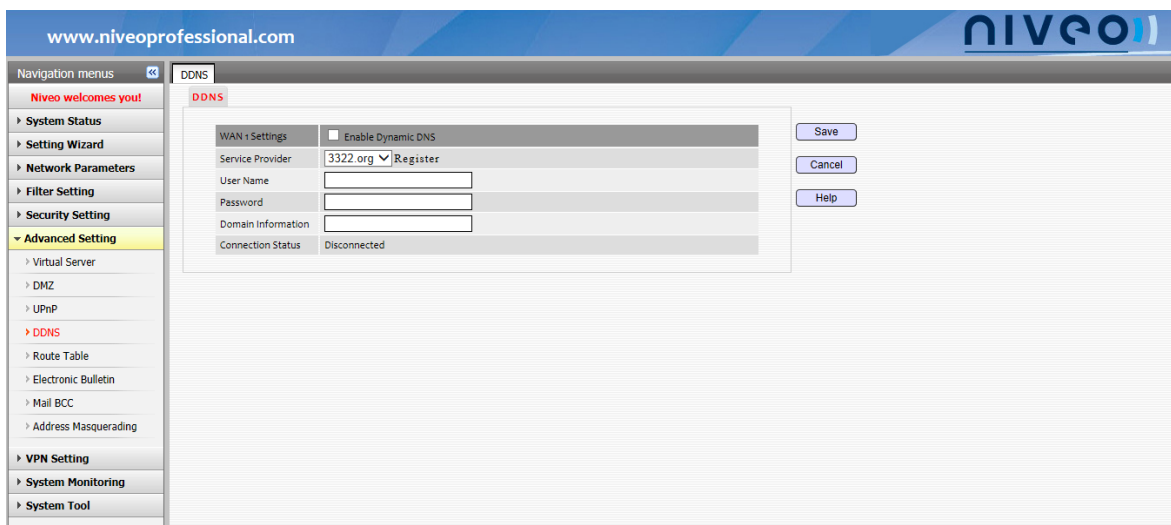 www.niveoprofessional.com
niveo
Navigation menus
Niveo welcomes you!
System Status
Setting Wizard
Network Parameters
Filter Setting
Security Setting
Advanced Setting
Virtual Server
DMZ
UPnP
DDNS
Route Table
Electronic Bulletin
Mail BCC
Address Masquerading
VPN Setting
System Monitoring
System Tool
DDNS
DDNS
WAN 1 Settings Enable Dynamic DNS
Service Provider 3322.org Register
User Name
Password
Domain Information
Connection Status Disconnected
Save
Cancel
Help